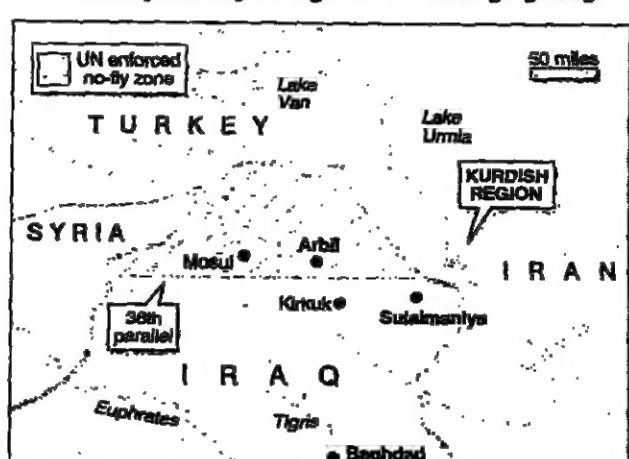 UN enforced
no-fly zone
50 miles
Lake
Van
TURKEY
Lake
Urmia
KURDISH
REGION
SYRIA
Arbil
Mosul
IRAN
Kirkuk
Sulaimaniya
36th
parallel
IRAQ
Euphrates
Tigris
Baghdad